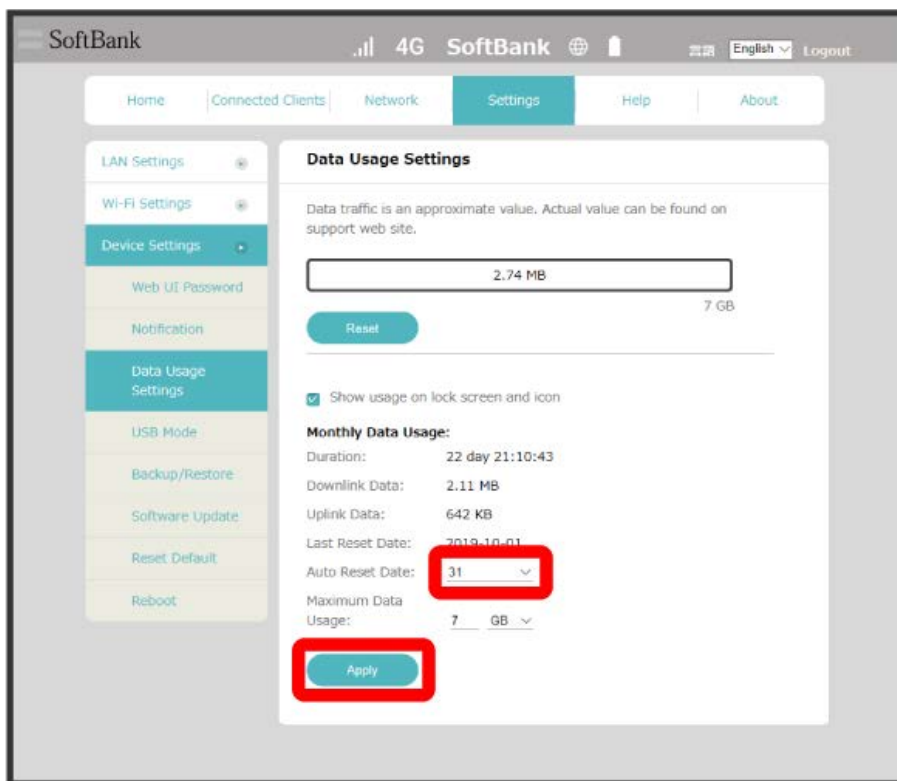 SoftBank
4G SoftBank
言語 English Logout
Home Connected Clients Network Settings Help About
LAN Settings
Wi-Fi Settings
Device Settings
Web UI Password
Notification
Data Usage
Settings
USB Mode
Backup/Restore
Software Update
Reset Default
Reboot
Data Usage Settings
Data traffic is an approximate value. Actual value can be found on
support web site.
2.74 MB
7 GB
Reset
Show usage on lock screen and icon
Monthly Data Usage:
Duration: 22 day 21:10:43
Downlink Data: 2.11 MB
Uplink Data: 642 KB
Last Reset Date: 2019-10-01
Auto Reset Date: 31
Maximum Data
Usage: 7 GB
Apply